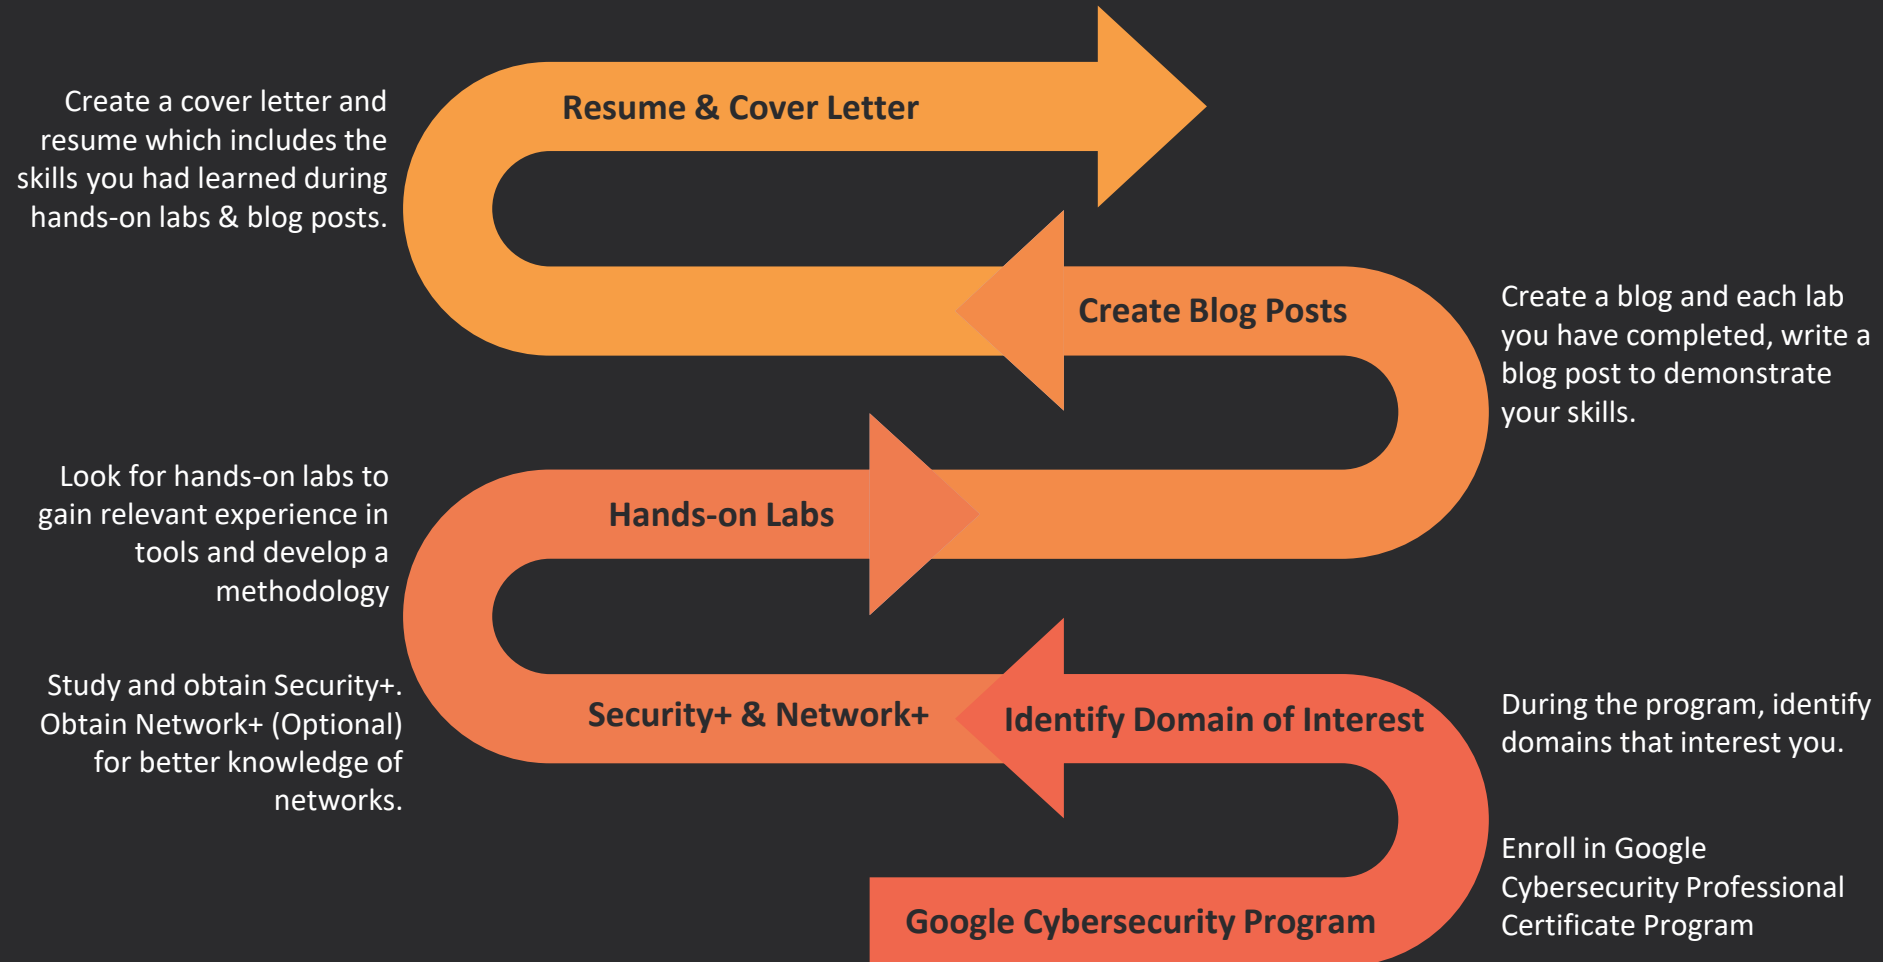 Create a cover letter and
resume which includes the
skills you had learned during
hands-on labs & blog posts.
Resume & Cover Letter
Create Blog Posts
Create a blog and each lab
you have completed, write a
blog post to demonstrate
your skills.
Look for hands-on labs to
gain relevant experience in
tools and develop a
methodology
Hands-on Labs
Study and obtain Security+.
Obtain Network+ (Optional)
for better knowledge of
networks.
Security+ & Network+
Identify Domain of Interest
During the program, identify
domains that interest you.
Google Cybersecurity Program
Enroll in Google
Cybersecurity Professional
Certificate Program